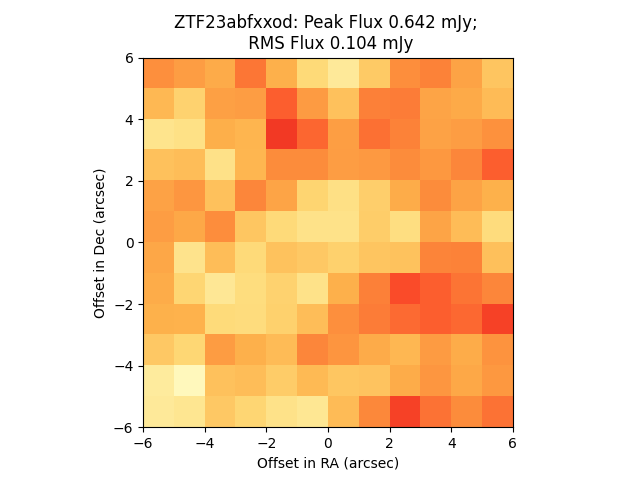 ZTF23abfxxod: Peak Flux 0.642 mJy;
RMS Flux 0.104 mJy
6
4
2
0
−2
−4
−6
Offset in Dec (arcsec)
−6 −4 −2 0 2 4 6
Offset in RA (arcsec)